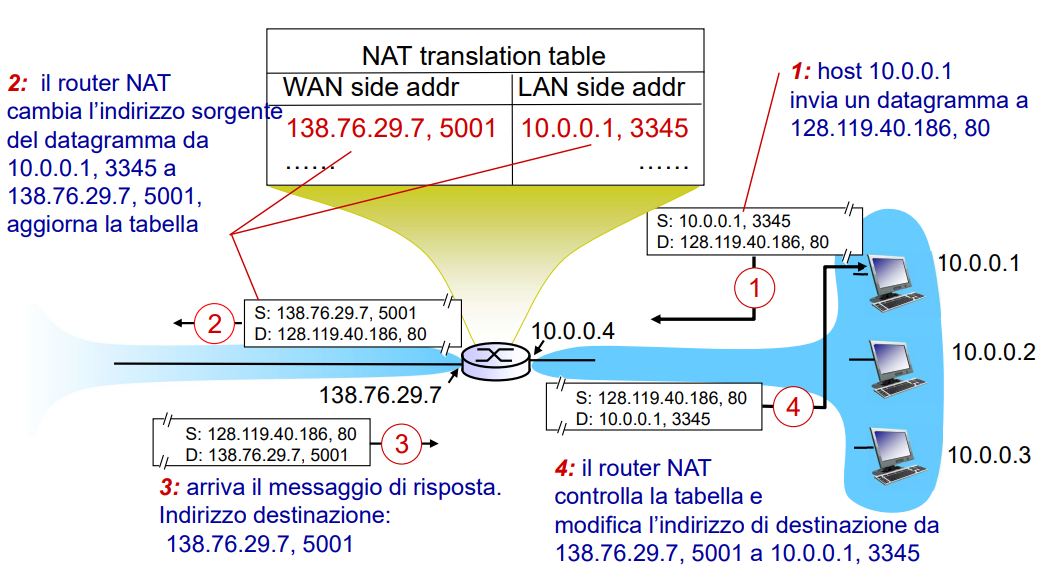 NAT translation table
WAN side addr LAN side addr
138.76.29.7, 5001 10.0.0.1, 3345
…… ……
2: il router NAT
cambia l’indirizzo sorgente
del datagramma da
10.0.0.1, 3345 a
138.76.29.7, 5001,
aggiorna la tabella
1: host 10.0.0.1
invia un datagramma a
128.119.40.186, 80
S: 10.0.0.1, 3345
D: 128.119.40.186, 80
1
10.0.0.1
S: 138.76.29.7, 5001
D: 128.119.40.186, 80
2
10.0.0.4
10.0.0.2
138.76.29.7
S: 128.119.40.186, 80
D: 10.0.0.1, 3345
4
S: 128.119.40.186, 80
D: 138.76.29.7, 5001
3
10.0.0.3
3: arriva il messaggio di risposta.
Indirizzo destinazione:
138.76.29.7, 5001
4: il router NAT
controlla la tabella e
modifica l’indirizzo di destinazione da
138.76.29.7, 5001 a 10.0.0.1, 3345